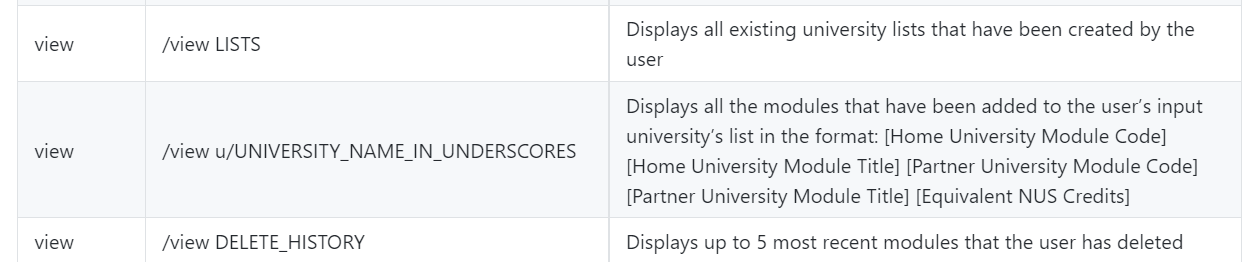 view
/view LISTS
Displays all existing university lists that have been created by the
user
view
/view u/UNIVERSITY_NAME_IN_UNDERSCORES
Displays all the modules that have been added to the user’s input
university’s list in the format: [Home University Module Code]
[Home University Module Title] [Partner University Module Code]
[Partner University Module Title] [Equivalent NUS Credits]
view
/view DELETE_HISTORY
Displays up to 5 most recent modules that the user has deleted